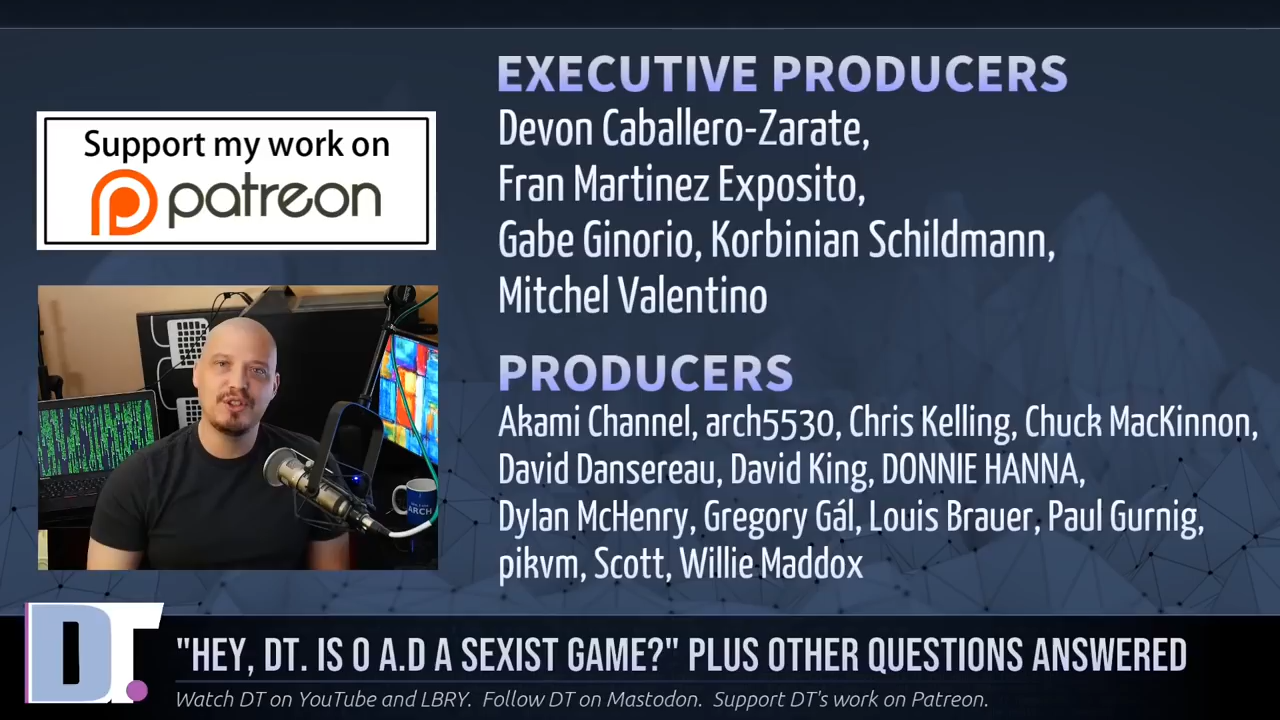 EXECUTIVE PRODUCERS
Devon Caballero-Zarate,
Fran Martinez Exposito,
Gabe Ginorio, Korbinian Schildmann,
Mitchel Valentino
Support my work on
patreon
PRODUCERS
Akami Channel, arch5530, Chris Kelling, Chuck MacKinnon,
David Dansereau, David King, DONNIE HANNA,
Dylan McHenry, Gregory Gál, Louis Brauer, Paul Gurnig,
pikvm, Scott, Willie Maddox
ARCH
DT.
"HEY, DT. IS 0 A.D A SEXIST GAME?" PLUS OTHER QUESTIONS ANSWERED
Watch DT on YouTube and LBRY. Follow DT on Mastodon. Support DT's work on Patreon.